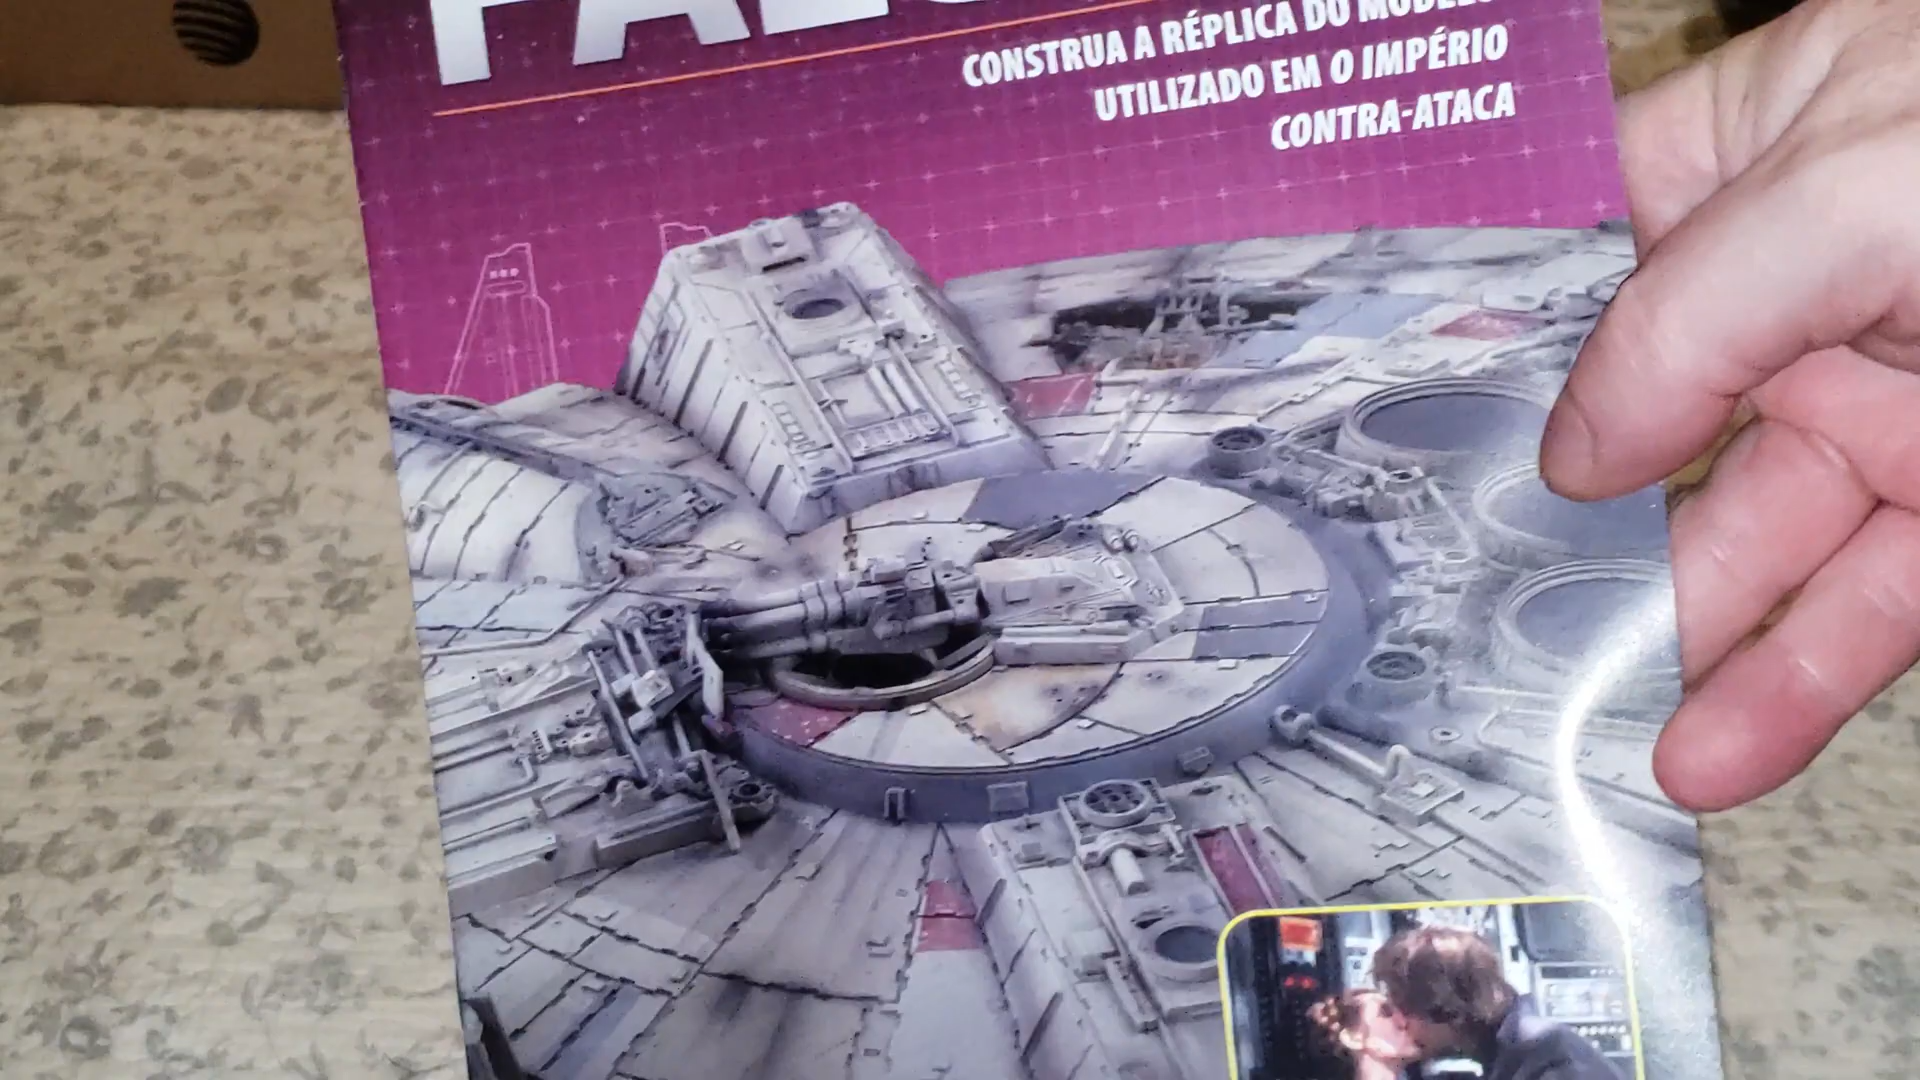 CONSTRUA A RÉPLICA DO MODELO
UTILIZADO EM O IMPÉRIO
CONTRA-ATACA